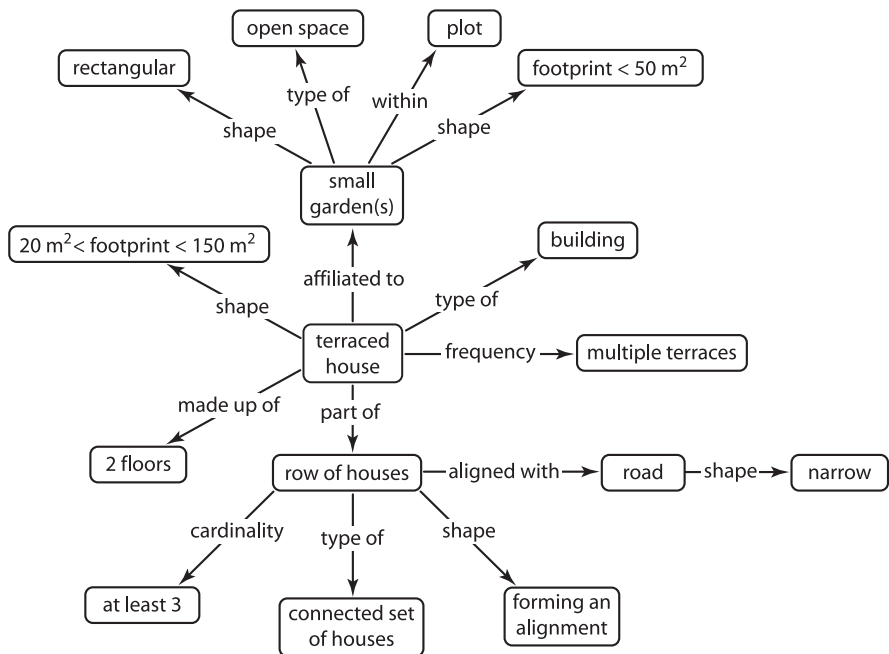 open space
plot
rectangular
footprint < 50 m²
type of
within
shape
shape
small
garden(s)
20 m² < footprint < 150 m²
building
affiliated to
type of
shape
terraced
house
frequency
multiple terraces
made up of
part of
2 floors
row of houses
aligned with
road
shape
narrow
cardinality
type of
shape
at least 3
connected set
of houses
forming an
alignment